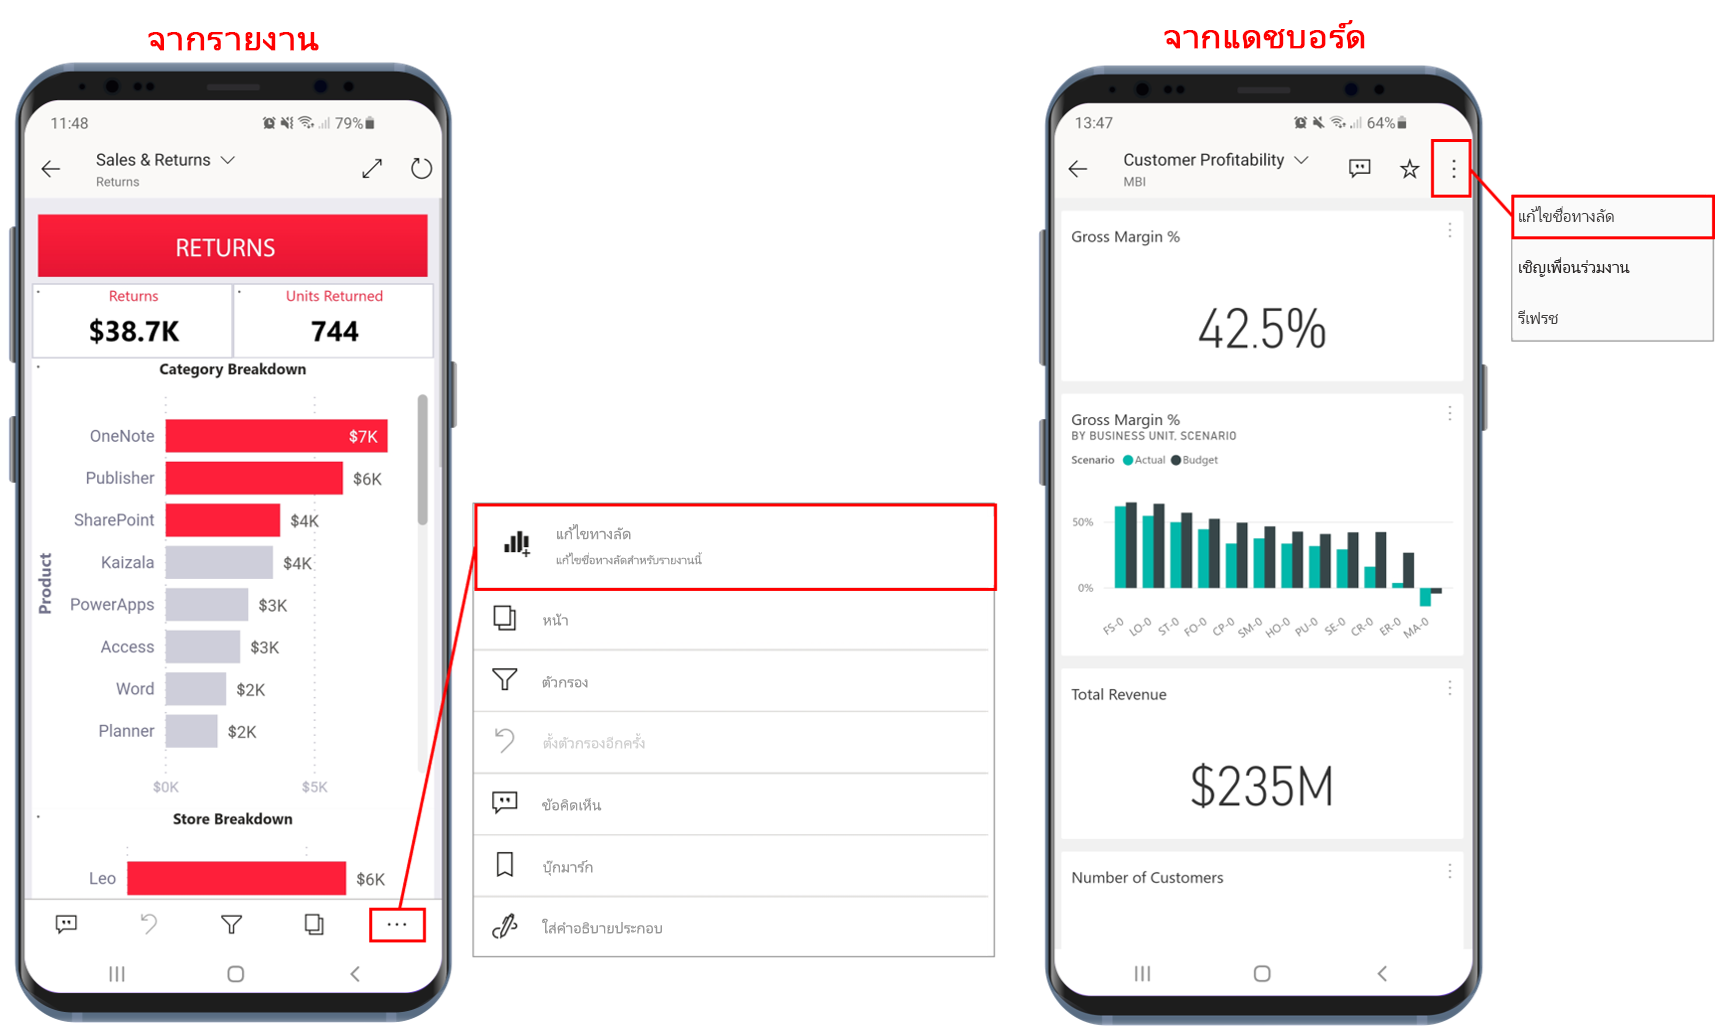 จากรายงาน
11:48
79%
Sales & Returns
Returns
RETURNS
Returns
$38.7K
Units Returned
744
Category Breakdown
Product
OneNote $7K
Publisher $6K
SharePoint $4K
Kaizala $4K
PowerApps $3K
Access $3K
Word $2K
Planner $2K
$0K $5K
Store Breakdown
Leo $6K
แก้ไขทางลัด
แก้ไขชื่อทางลัดสำหรับรายงานนี้
หน้า
ตัวกรอง
ตั้งตัวกรองอีกครั้ง
ข้อคิดเห็น
บุ๊กมาร์ก
ใส่คำอธิบายประกอบ
จากแดชบอร์ด
13:47
64%
Customer Profitability
MBI
Gross Margin %
42.5%
Gross Margin %
BY BUSINESS UNIT, SCENARIO
Scenario Actual Budget
50%
0%
FS-0 LO-0 ST-0 FO-0 CP-0 SM-0 HO-0 PU-0 SE-0 CR-0 ER-0 MA-0
Total Revenue
$235M
Number of Customers
แก้ไขชื่อทางลัด
เชิญเพื่อนร่วมงาน
รีเฟรช